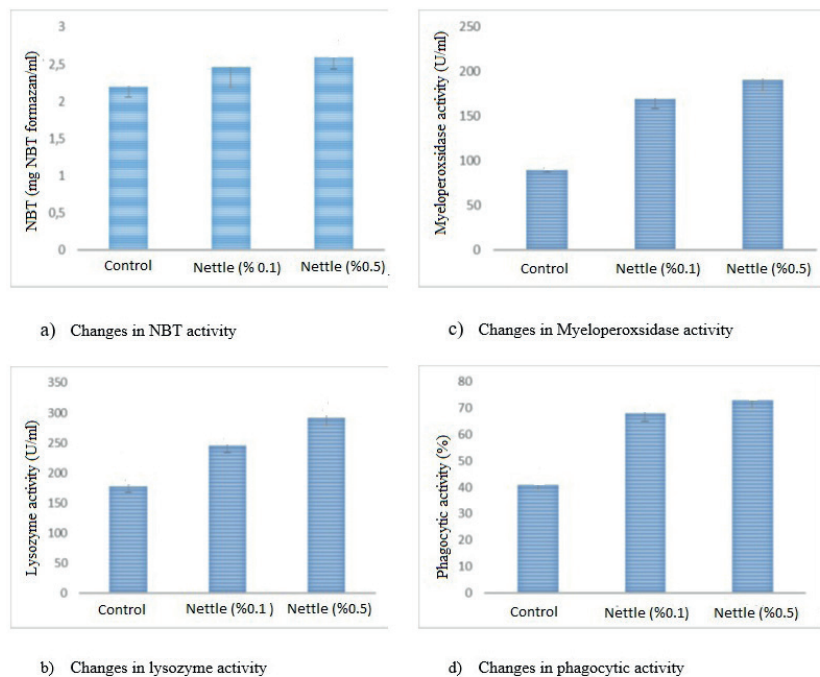 NBT (mg NBT formazan/ml)
3
2,5
2
1,5
1
0,5
0
Control Nettle (% 0.1) Nettle (%0.5)
a) Changes in NBT activity
Myeloperoxsidase activity (U/ml)
250
200
150
100
50
0
Control Nettle (%0.1) Nettle (%0.5)
c) Changes in Myeloperoxsidase activity
Lysozyme activity (U/ml)
350
300
250
200
150
100
50
0
Control Nettle (%0.1 ) Nettle (%0.5)
b) Changes in lysozyme activity
Phagocytic activity (%)
80
70
60
50
40
30
20
10
0
Control Nettle (%0.1) Nettle (%0.5)
d) Changes in phagocytic activity